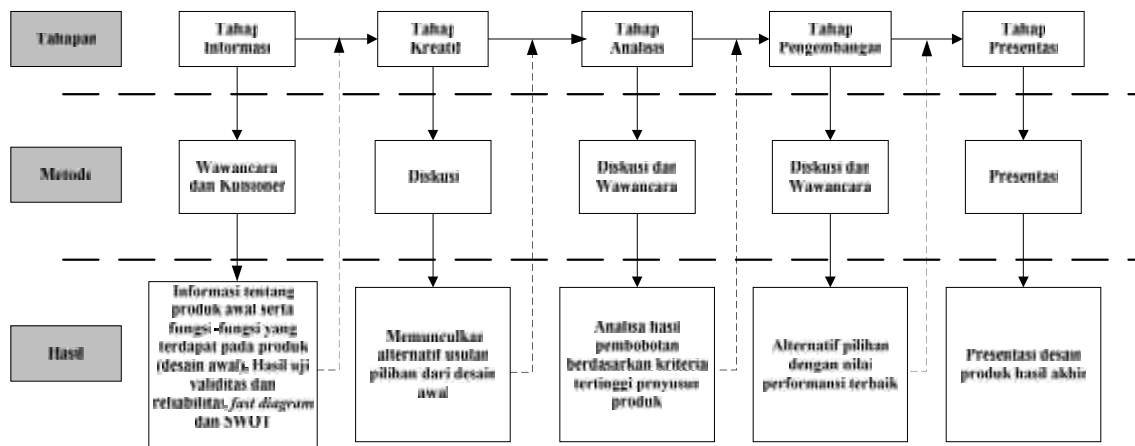 Tahapan
Tahap
Informasi
Tahap
Kreatif
Tahap
Analisis
Tahap
Pengembangan
Tahap
Presentasi
Metode
Wawancara
dan Kuisioner
Diskusi
Diskusi dan
Wawancara
Diskusi dan
Wawancara
Presentasi
Hasil
Informasi tentang
produk awal serta
fungsi-fungsi yang
terdapat pada produk
(desain awal), Hasil uji
validitas dan
reliabilitas, fast diagram
dan SWOT
Memunculkan
alternatif usulan
pilihan dari desain
awal
Analisa hasil
pembobotan
berdasarkan kriteria
tertinggi penyusun
produk
Alternatif pilihan
dengan nilai
performansi terbaik
Presentasi desain
produk hasil akhir